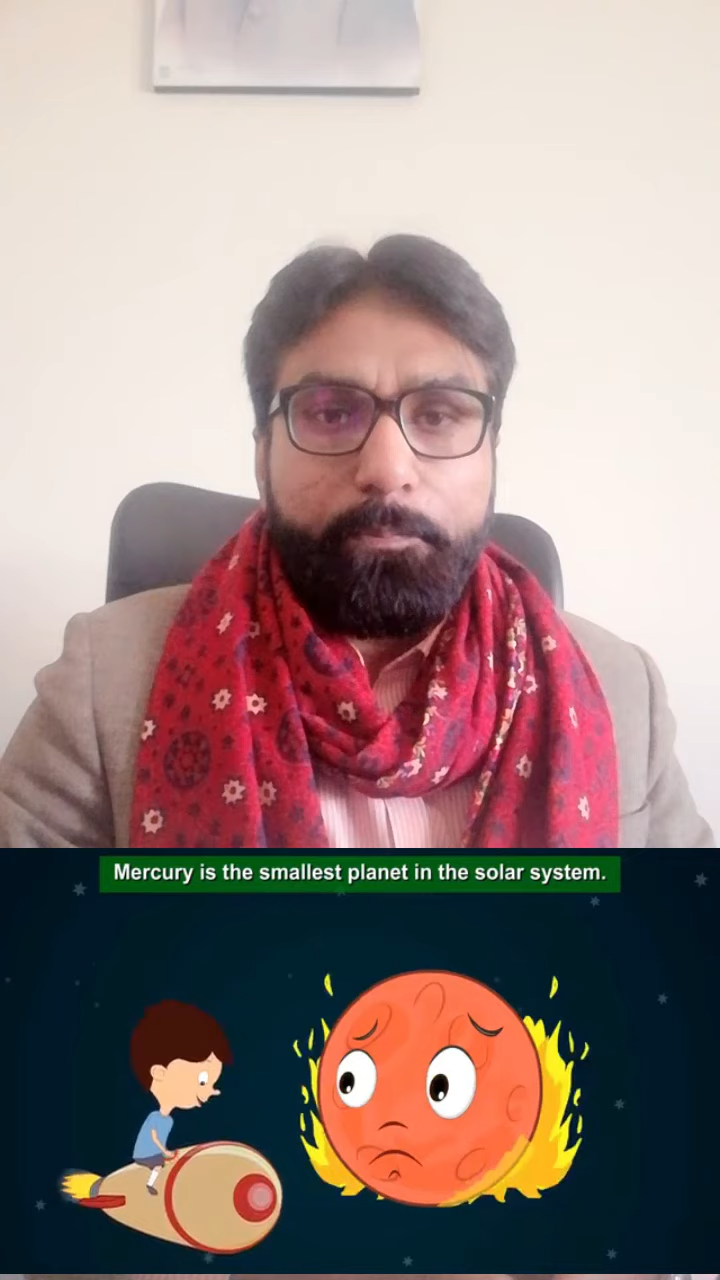 Mercury is the smallest planet in the solar system.